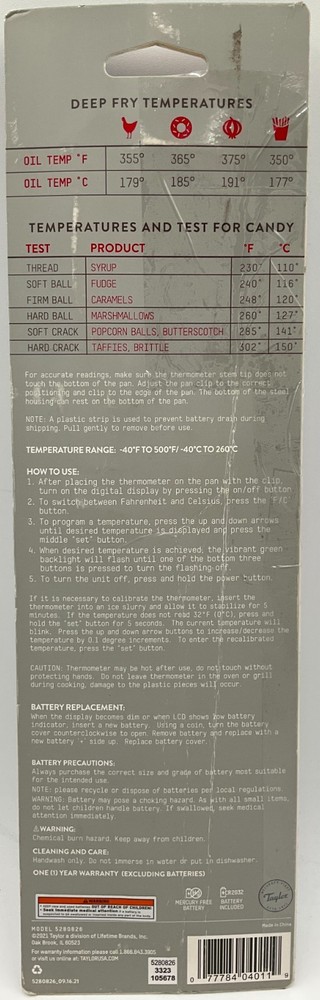 DEEP FRY TEMPERATURES
OIL TEMP °F 355° 365° 375° 350°
OIL TEMP °C 179° 185° 191° 177°
TEMPERATURES AND TEST FOR CANDY
TEST PRODUCT °F °C
THREAD SYRUP 230° 110°
SOFT BALL FUDGE 240° 116°
FIRM BALL CARAMELS 248° 120°
HARD BALL MARSHMALLOWS 260° 127°
SOFT CRACK POPCORN BALLS, BUTTERSCOTCH 285° 141°
HARD CRACK TAFFIES, BRITTLE 302° 150°
For accurate readings, make sure the thermometer stem tip does not
touch the bottom of the pan. Adjust the pan clip to the correct
positioning and clip to the edge of the pan. The bottom of the steel
housing can rest on the bottom of the pan.
NOTE: A plastic strip is used to prevent battery drain during
shipping. Pull gently to remove before use.
TEMPERATURE RANGE: -40°F TO 500°F/ -40°C TO 260°C
HOW TO USE:
1. After placing the thermometer on the pan with the clip,
turn on the digital display by pressing the on/off button
2. To switch between Fahrenheit and Celsius, press the "F/C"
button.
3. To program a temperature, press the up and down arrows
until desired temperature is displayed and press the
middle "set" button.
4. When desired temperature is achieved, the vibrant green
backlight will flash until one of the bottom three
buttons is pressed to turn the flashing off.
5. To turn the unit off, press and hold the power button.
If it is necessary to calibrate the thermometer, insert the
thermometer into an ice slurry and allow it to stabilize for 5
minutes. If the temperature does not read 32°F (0°C), press and
hold the "set" button for 5 seconds. The current temperature will
blink. Press the up and down arrow buttons to increase/decrease the
temperature by 0.1 degree increments. To enter the recalibrated
temperature, press the "set" button.
CAUTION: Thermometer may be hot after use, do not touch without
protecting hands. Do not leave thermometer in the oven or grill
during cooking, damage to the plastic pieces will occur.
BATTERY REPLACEMENT:
When the display becomes dim or when LCD shows low battery
indicator, insert a new battery. Using a coin, turn the battery
cover counterclockwise to open. Remove battery and replace with a
new battery "+" side up. Replace battery cover.
BATTERY PRECAUTIONS:
Always purchase the correct size and grade of battery most suitable
for the intended use.
NOTE: please recycle or dispose of batteries per local regulations.
WARNING: Battery may pose a choking hazard. As with all small items,
do not let children handle battery. If swallowed, seek medical
attention immediately.
WARNING:
Chemical burn hazard. Keep away from children.
CLEANING AND CARE:
Handwash only. Do not immerse in water or put in dishwasher.
ONE (1) YEAR WARRANTY (EXCLUDING BATTERIES)
WARNING
MERCURY-FREE
BATTERY
CR2032
BATTERY
INCLUDED
Taylor
Made in China
MODEL 5280826
©2021 Taylor a division of Lifetime Brands, Inc.
Oak Brook, IL 60523
For warranty information please call 1.866.843.3905
or visit us online at: TAYLORUSA.COM
5280826_09.16.21
5280826
3323
105678
0 77784 04011 9